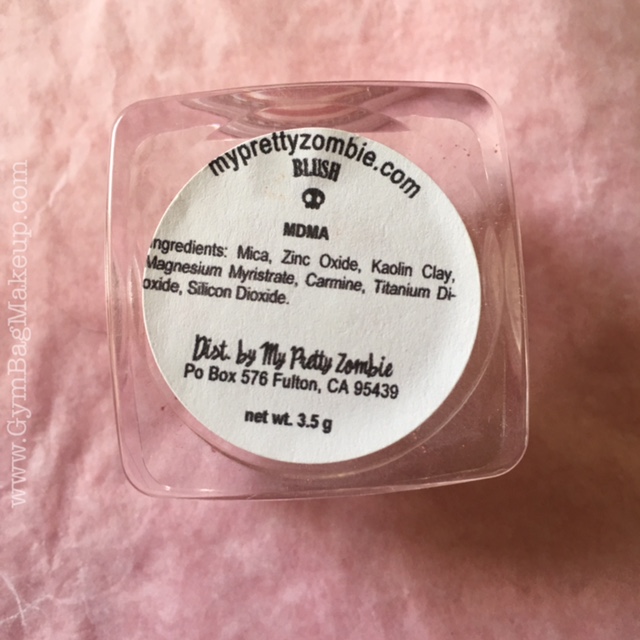 myprettyzombie.com
BLUSH
MDMA
ngredients: Mica, Zinc Oxide, Kaolin Clay,
Magnesium Myristrate, Carmine, Titanium Di-
oxide, Silicon Dioxide.
Dist. by My Pretty Zombie
Po Box 576 Fulton, CA 95439
net wt. 3.5 g
www.GymBagMakeup.com